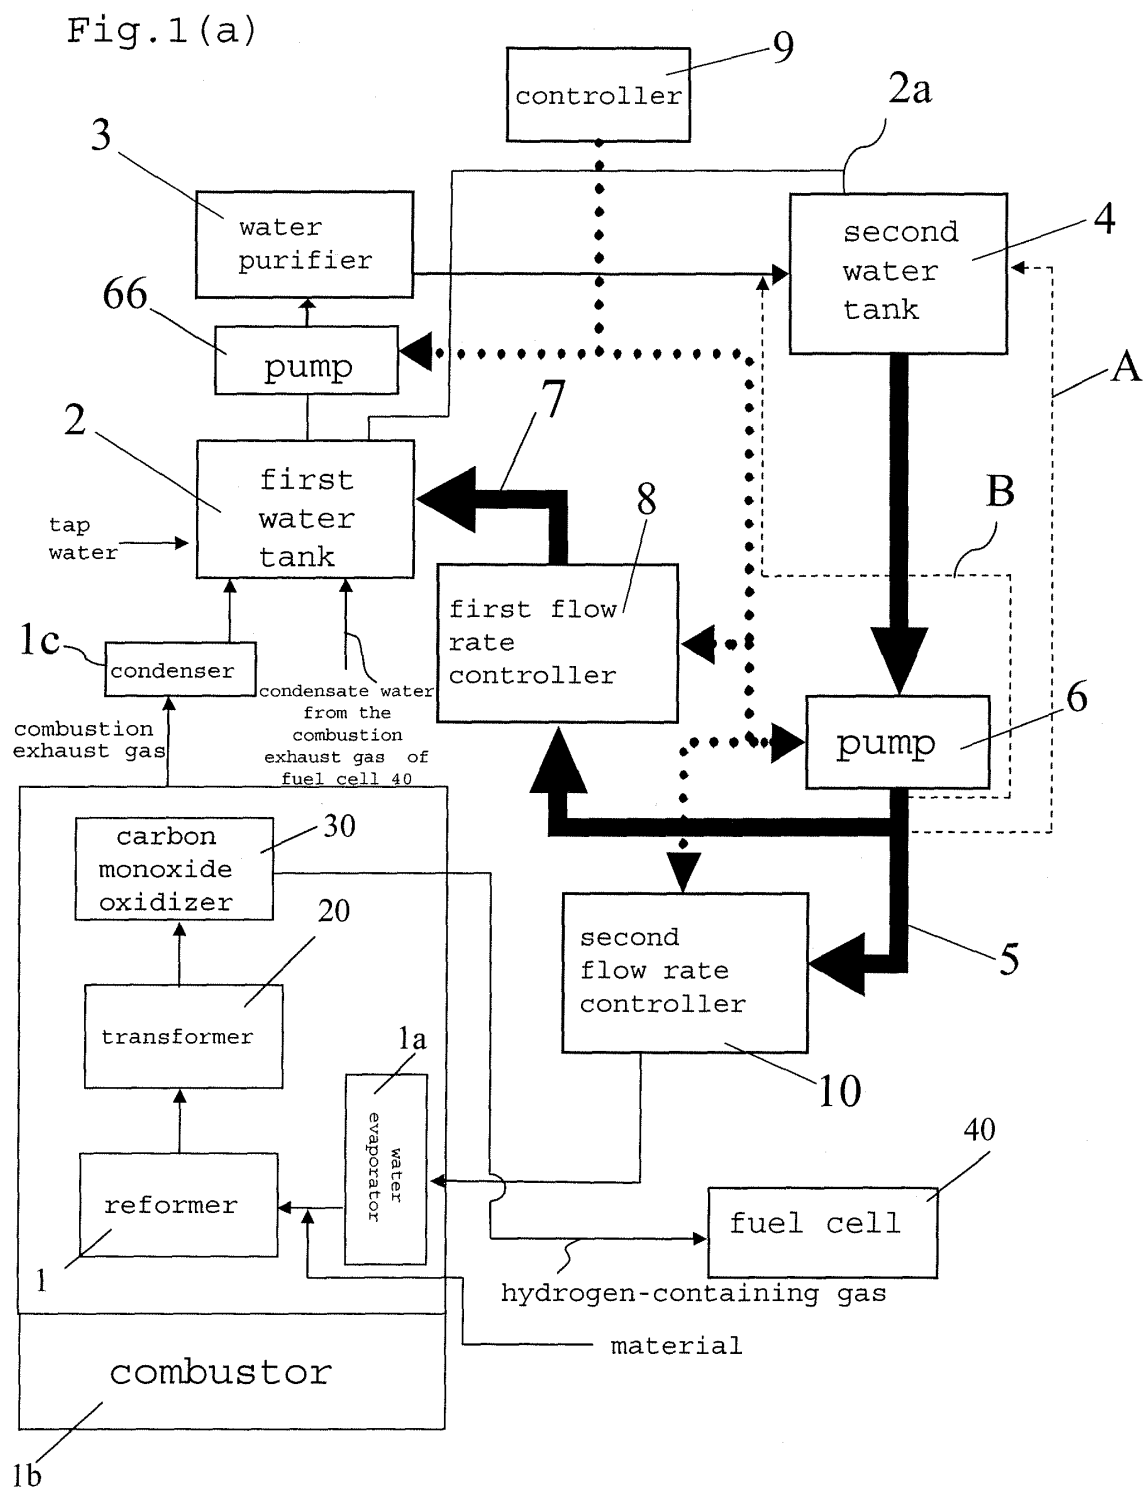 Fig.1(a)
9
controller
2a
3
water
purifier
second
water
tank
4
66
pump
A
7
2
first
water
tank
8
B
tap
water
first flow
rate
controller
1c
condenser
condensate water
from the
combustion
exhaust gas of
fuel cell 40
combustion
exhaust gas
6
pump
carbon
monoxide
oxidizer
30
20
second
flow rate
controller
5
transformer
1a
water
evaporator
10
40
reformer
1
fuel cell
hydrogen-containing gas
material
combustor
1b